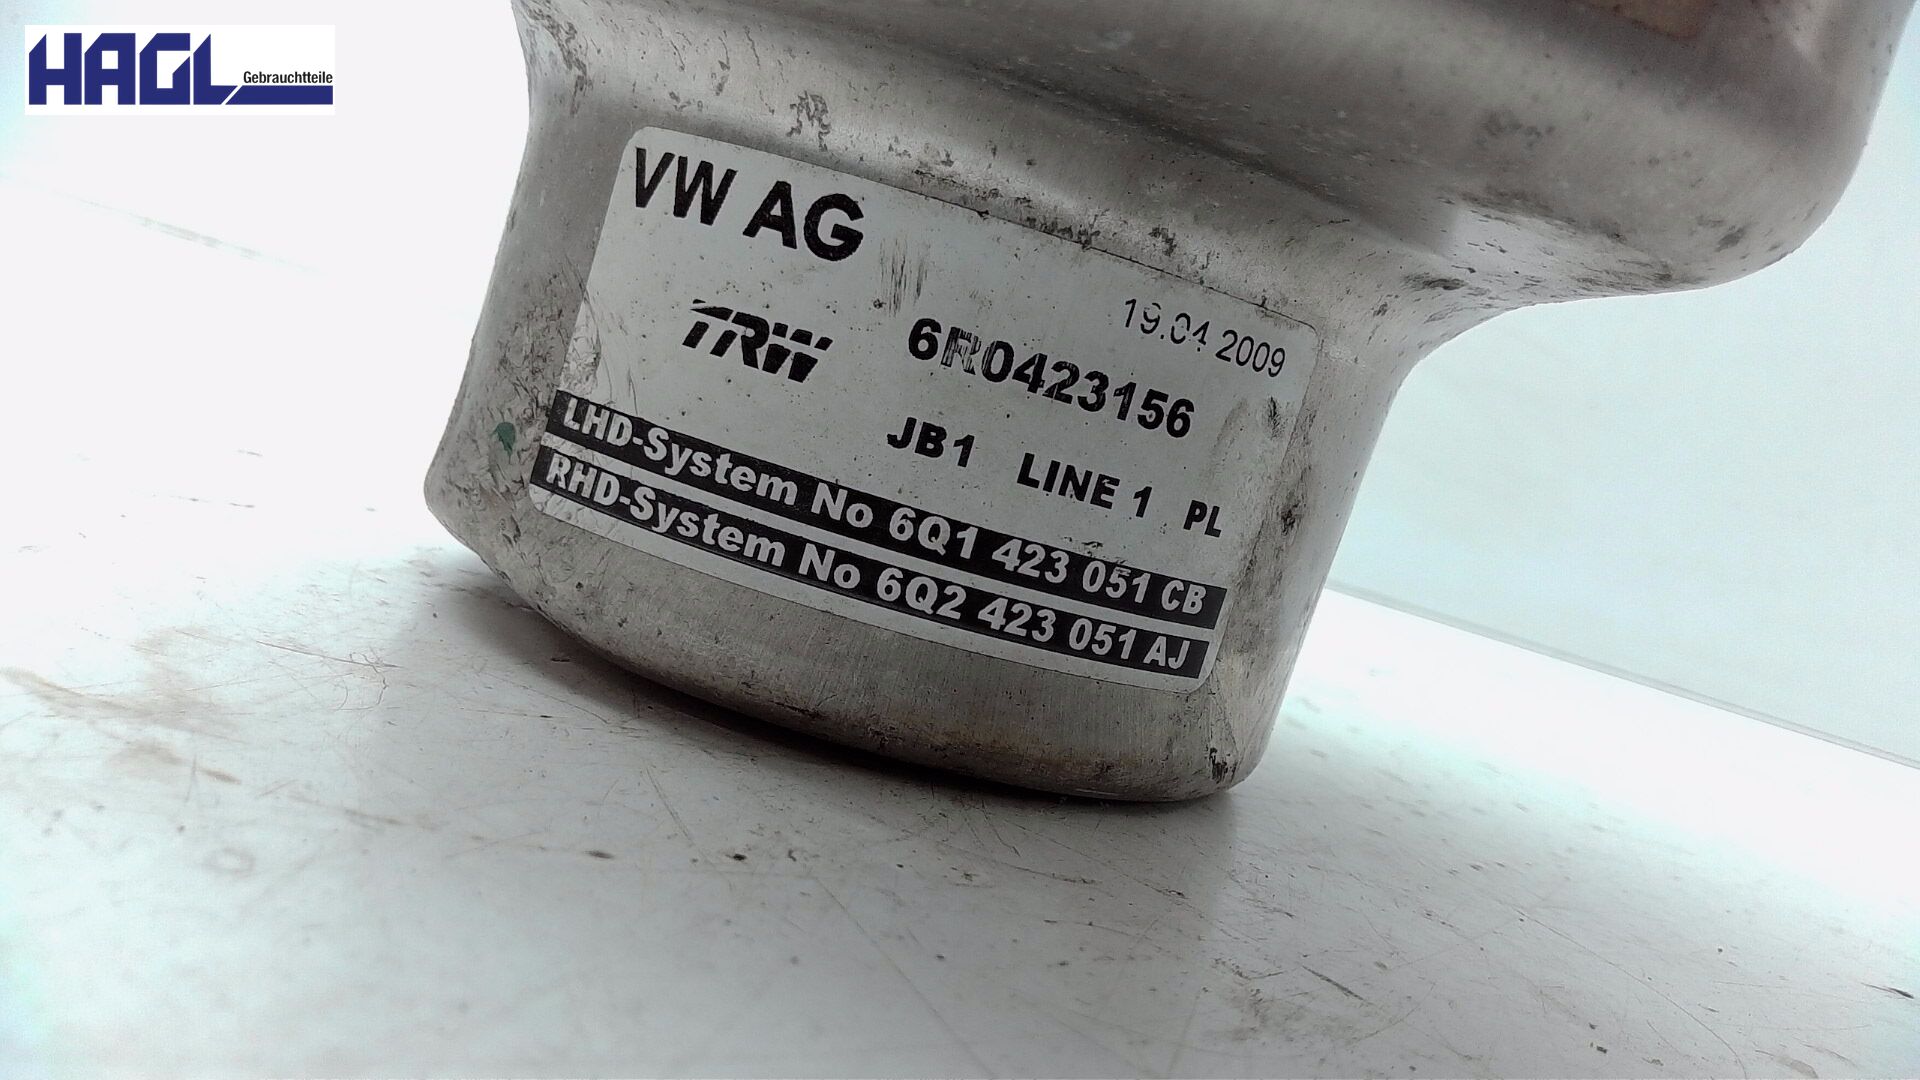 HAGL Gebrauchtteile
VW AG
19.04 2009
TRW 6R0423156
JB1 LINE 1 PL
LHD-System No 6Q1 423 051 CB
RHD-System No 6Q2 423 051 AJ